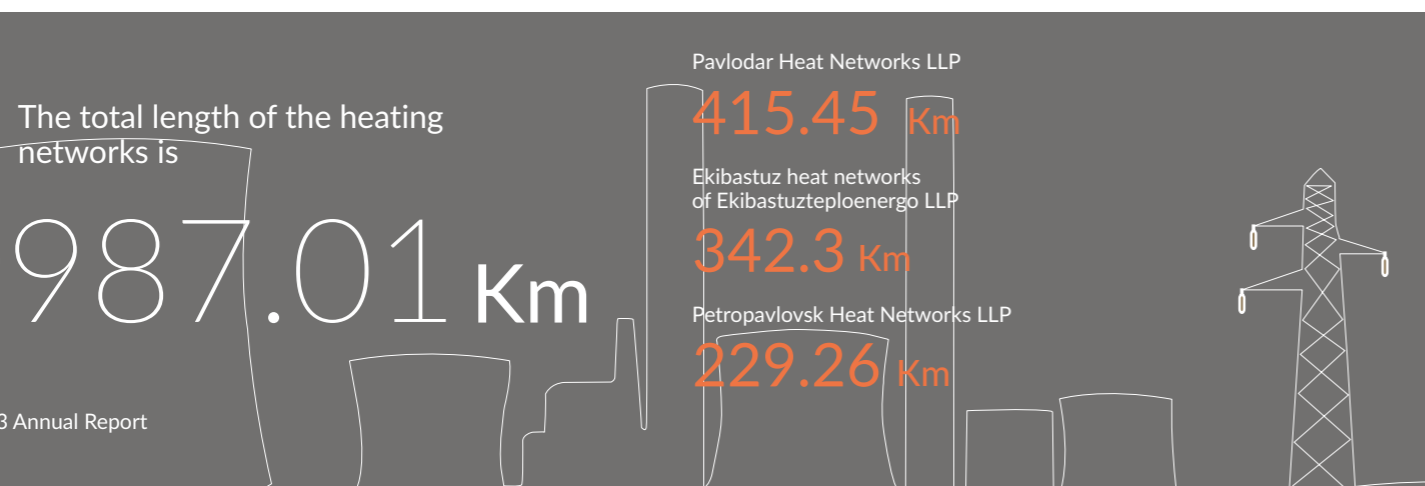 The total length of the heating
networks is
987.01 Km
3 Annual Report
Pavlodar Heat Networks LLP
415.45 Km
Ekibastuz heat networks
of Ekibastuzteploenergo LLP
342.3 Km
Petropavlovsk Heat Networks LLP
229.26 Km